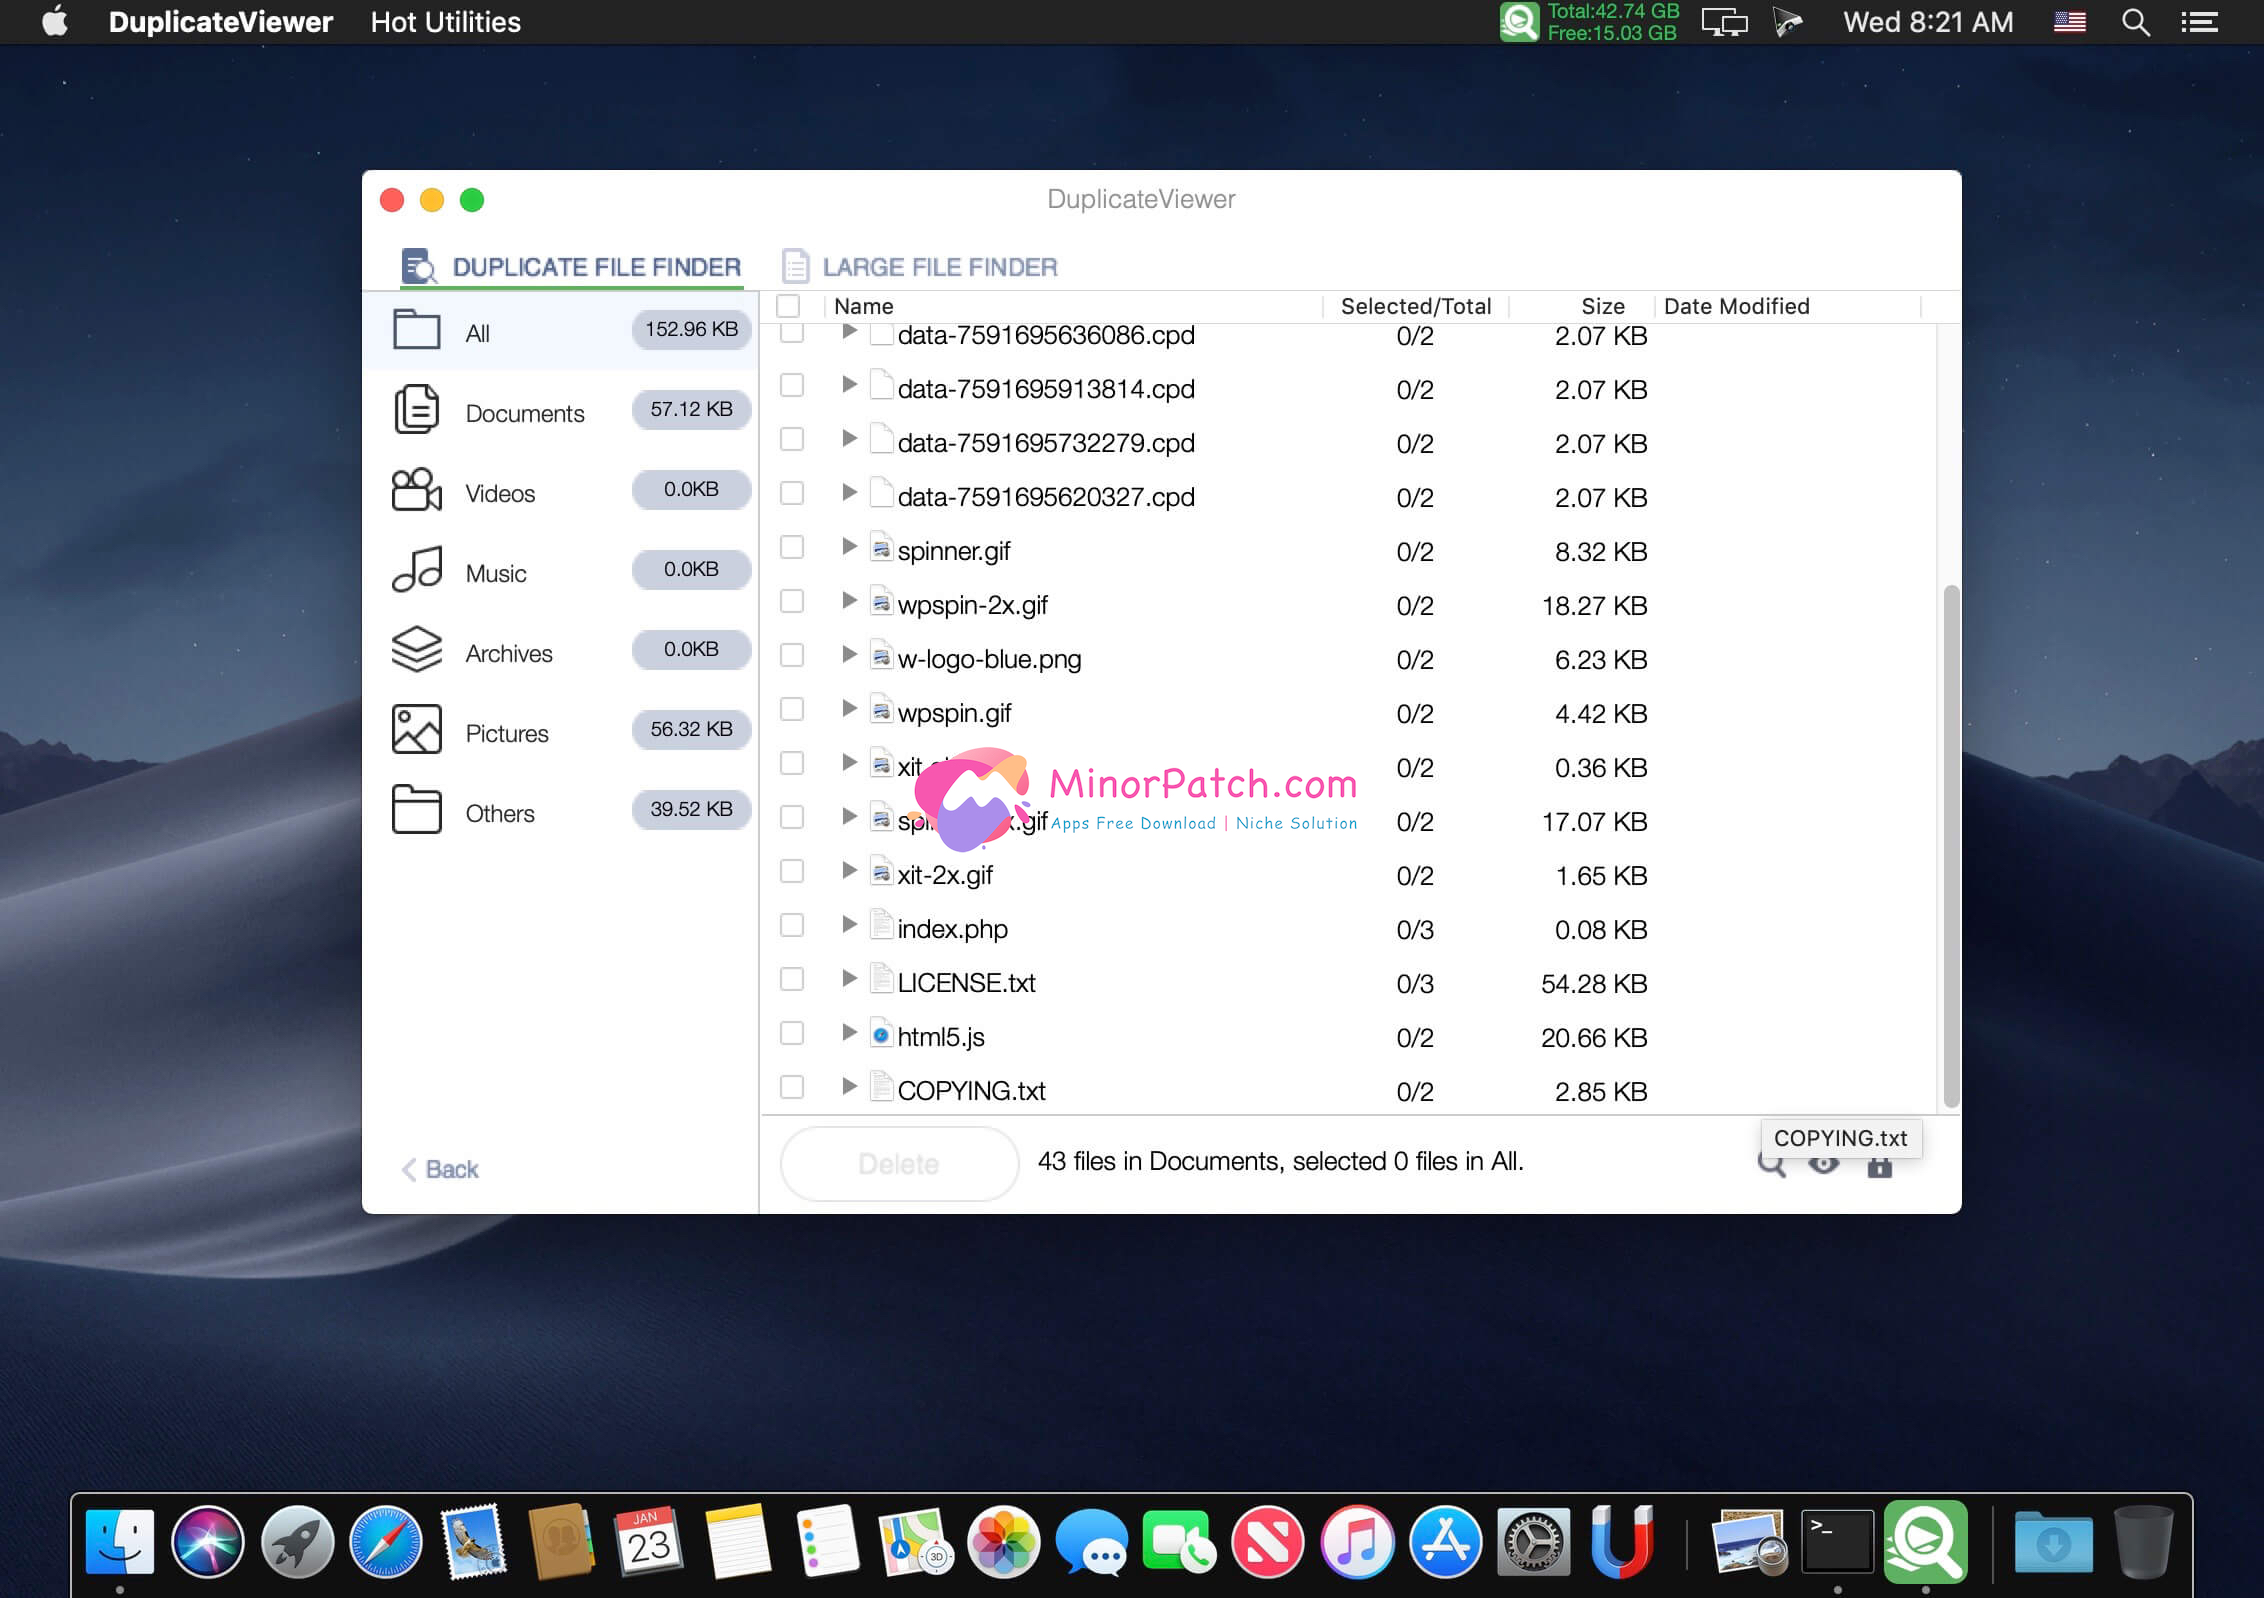 DuplicateViewer Hot Utilities Total:42.74 GB Wed 8:21 AM
Free:15.03 GB
DuplicateViewer
DUPLICATE FILE FINDER LARGE FILE FINDER
Name Selected/Total Size Date Modified
All 152.96 KB
Documents 57.12 KB
Videos 0.0KB
Music 0.0KB
Archives 0.0KB
Pictures 56.32 KB
Others 39.52 KB
Back
data-7591695636086.cpd 0/2 2.07 KB
data-7591695913814.cpd 0/2 2.07 KB
data-7591695732279.cpd 0/2 2.07 KB
data-7591695620327.cpd 0/2 2.07 KB
spinner.gif 0/2 8.32 KB
wpspin-2x.gif 0/2 18.27 KB
w-logo-blue.png 0/2 6.23 KB
wpspin.gif 0/2 4.42 KB
0/2 0.36 KB
0/2 17.07 KB
xit-2x.gif 0/2 1.65 KB
index.php 0/3 0.08 KB
LICENSE.txt 0/3 54.28 KB
html5.js 0/2 20.66 KB
COPYING.txt 0/2 2.85 KB
MinorPatch.com
Apps Free Download | Niche Solution
COPYING.txt
Delete 43 files in Documents, selected 0 files in All.
JAN
23
3D
>_